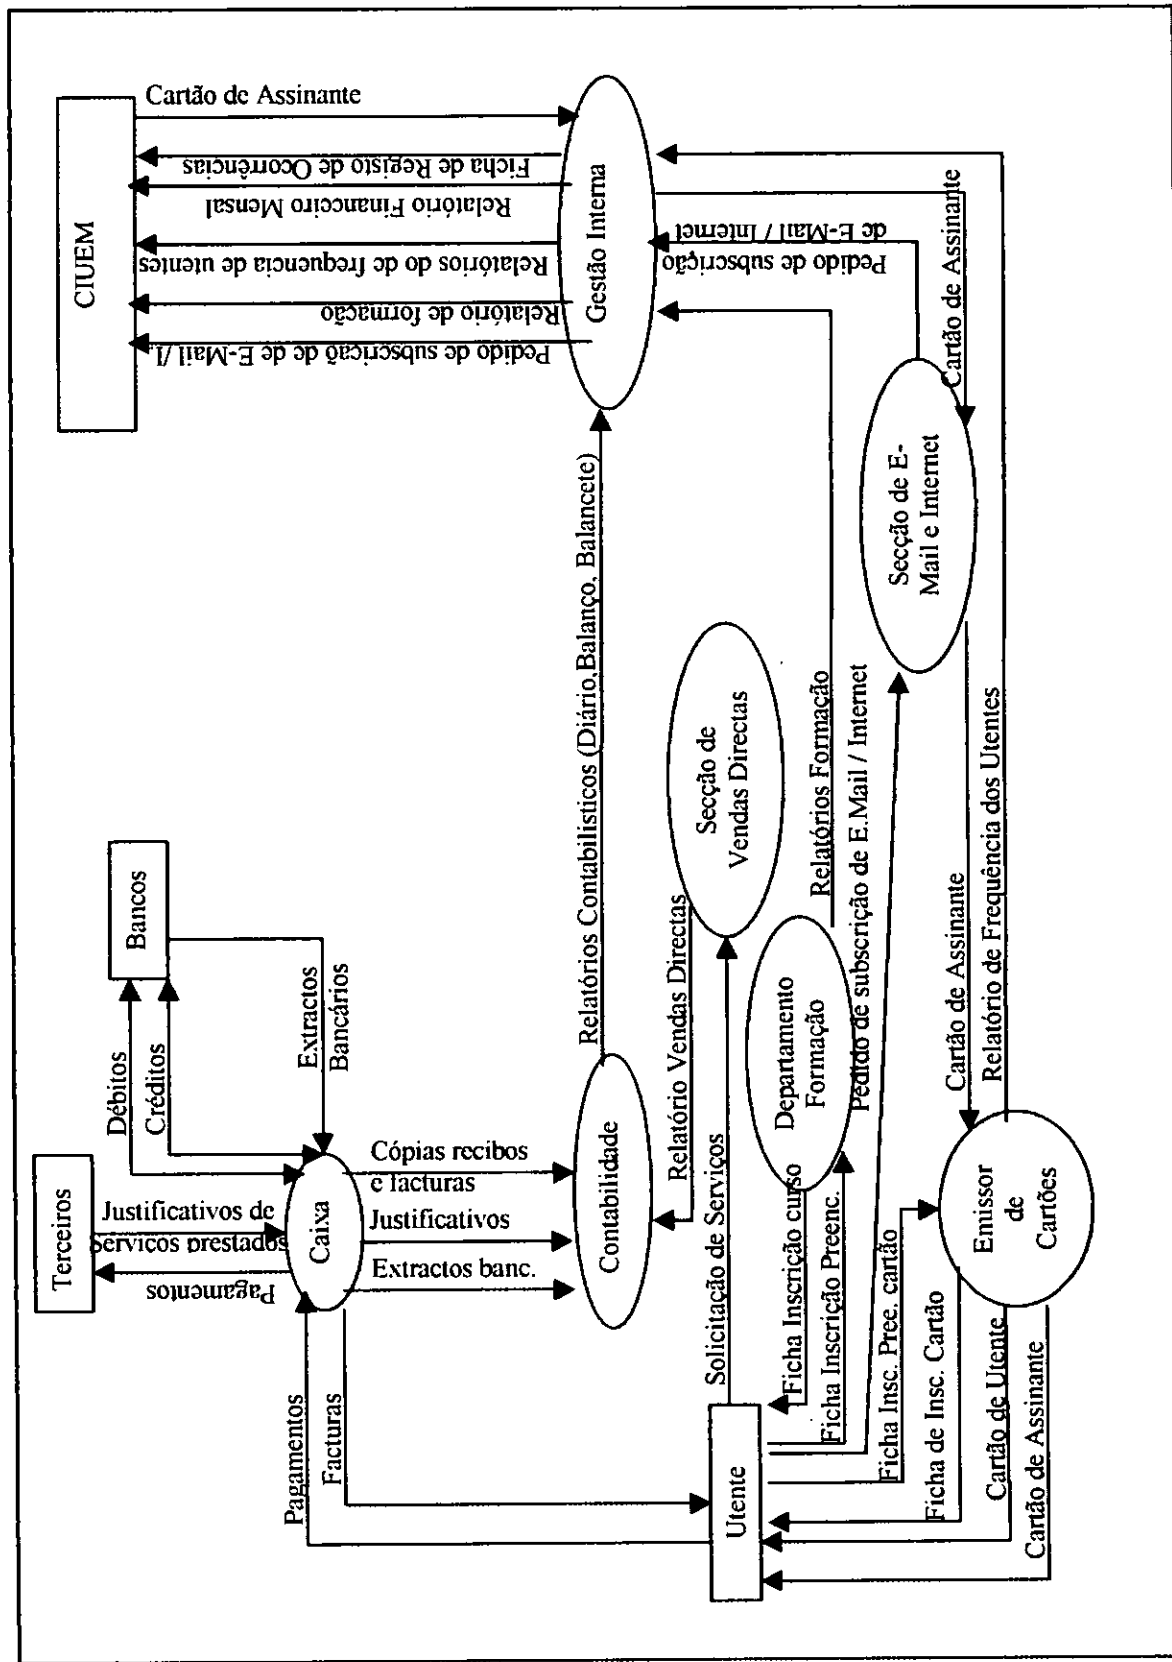 Terceiros
Justificativos de
Serviços prestados
Pagamentos
Débitos
Créditos
Bancos
Extractos
Bancários
CIUEM
Cartão de Assinante
Ficha de Registo de Ocorrências
Relatório Financeiro Mensal
Relatórios do de frequencia de utentes
Relatório de formação
Pedido de subscrição de de E-Mail /I.
Pagamentos
Facturas
Caixa
Cópias recibos
e facturas
Justificativos
Extractos banc.
Contabilidade
Relatórios Contabilisticos (Diário,Balanço, Balancete)
Gestão Interna
Relatório Vendas Directas
Secção de
Vendas Directas
Pedido de subscrição
de E-Mail / Internet
Utente
Solicitação de Serviços
Ficha Inscrição curso
Ficha Inscrição Preenc.
Departamento
Formação
Relatórios Formação
Pedido de subscrição de E.Mail / Internet
Secção de E-
Mail e Internet
Cartão de Assinante
Ficha Insc. Pree. cartão
Ficha de Insc. Cartão
Cartão de Utente
Cartão de Assinante
Emissor
de
Cartões
Cartão de Assinante
Relatório de Frequência dos Utentes